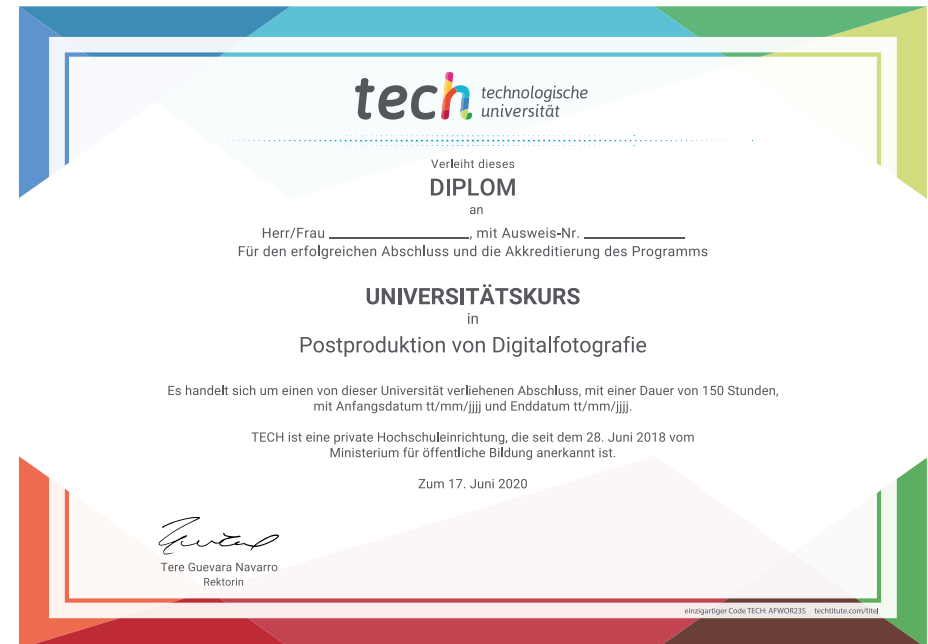 tech technologische
universität
Verleiht dieses
DIPLOM
an
Herr/Frau ____________, mit Ausweis-Nr. ____________
Für den erfolgreichen Abschluss und die Akkreditierung des Programms
UNIVERSITÄTSKURS
in
Postproduktion von Digitalfotografie
Es handelt sich um einen von dieser Universität verliehenen Abschluss, mit einer Dauer von 150 Stunden,
mit Anfangsdatum tt/mm/jjjj und Enddatum tt/mm/jjjj.
TECH ist eine private Hochschuleinrichtung, die seit dem 28. Juni 2018 vom
Ministerium für öffentliche Bildung anerkannt ist.
Zum 17. Juni 2020
Tere Guevara Navarro
Rektorin
einzigartiger Code TECH: AFWOR23S techtitute.com/titel